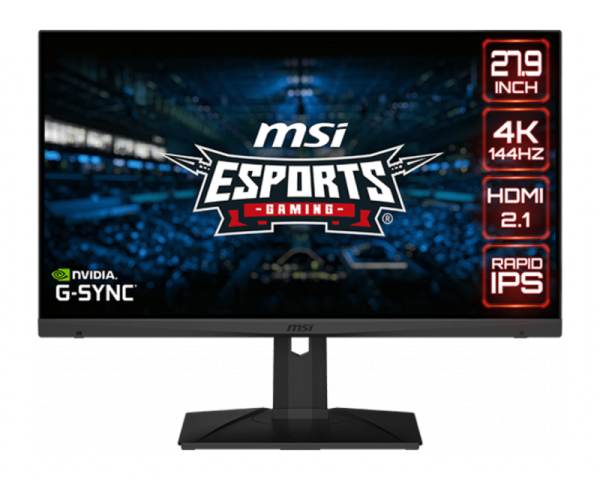 27.9
INCH
msi
ESPORTS
- GAMING -
®
4K
144HZ
HDMI
2.1
NVIDIA.
G-SYNC
RAPID
IPS
msi